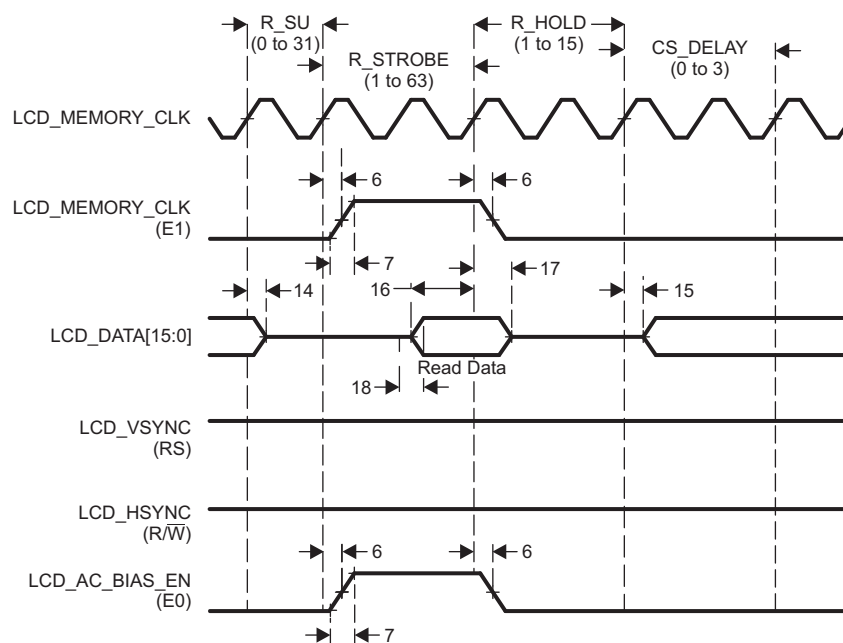 R_SU
(0 to 31)
R_STROBE
(1 to 63)
R_HOLD
(1 to 15)
CS_DELAY
(0 to 3)
LCD_MEMORY_CLK
LCD_MEMORY_CLK
(E1)
6
6
7
17
14
16
15
LCD_DATA[15:0]
Read Data
18
LCD_VSYNC
(RS)
LCD_HSYNC
(R/W̅)
6
6
LCD_AC_BIAS_EN
(E0)
7